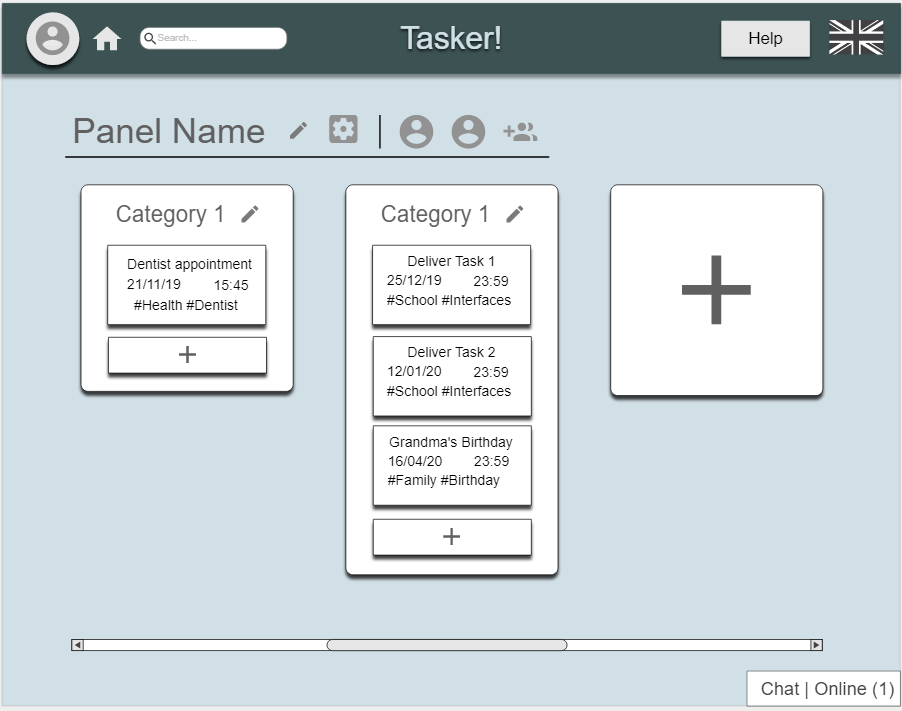 Search...
Tasker!
Help
Panel Name
Category 1
Dentist appointment
21/11/19 15:45
#Health #Dentist
+
Category 1
Deliver Task 1
25/12/19 23:59
#School #Interfaces
Deliver Task 2
12/01/20 23:59
#School #Interfaces
Grandma's Birthday
16/04/20 23:59
#Family #Birthday
+
+
Chat | Online (1)